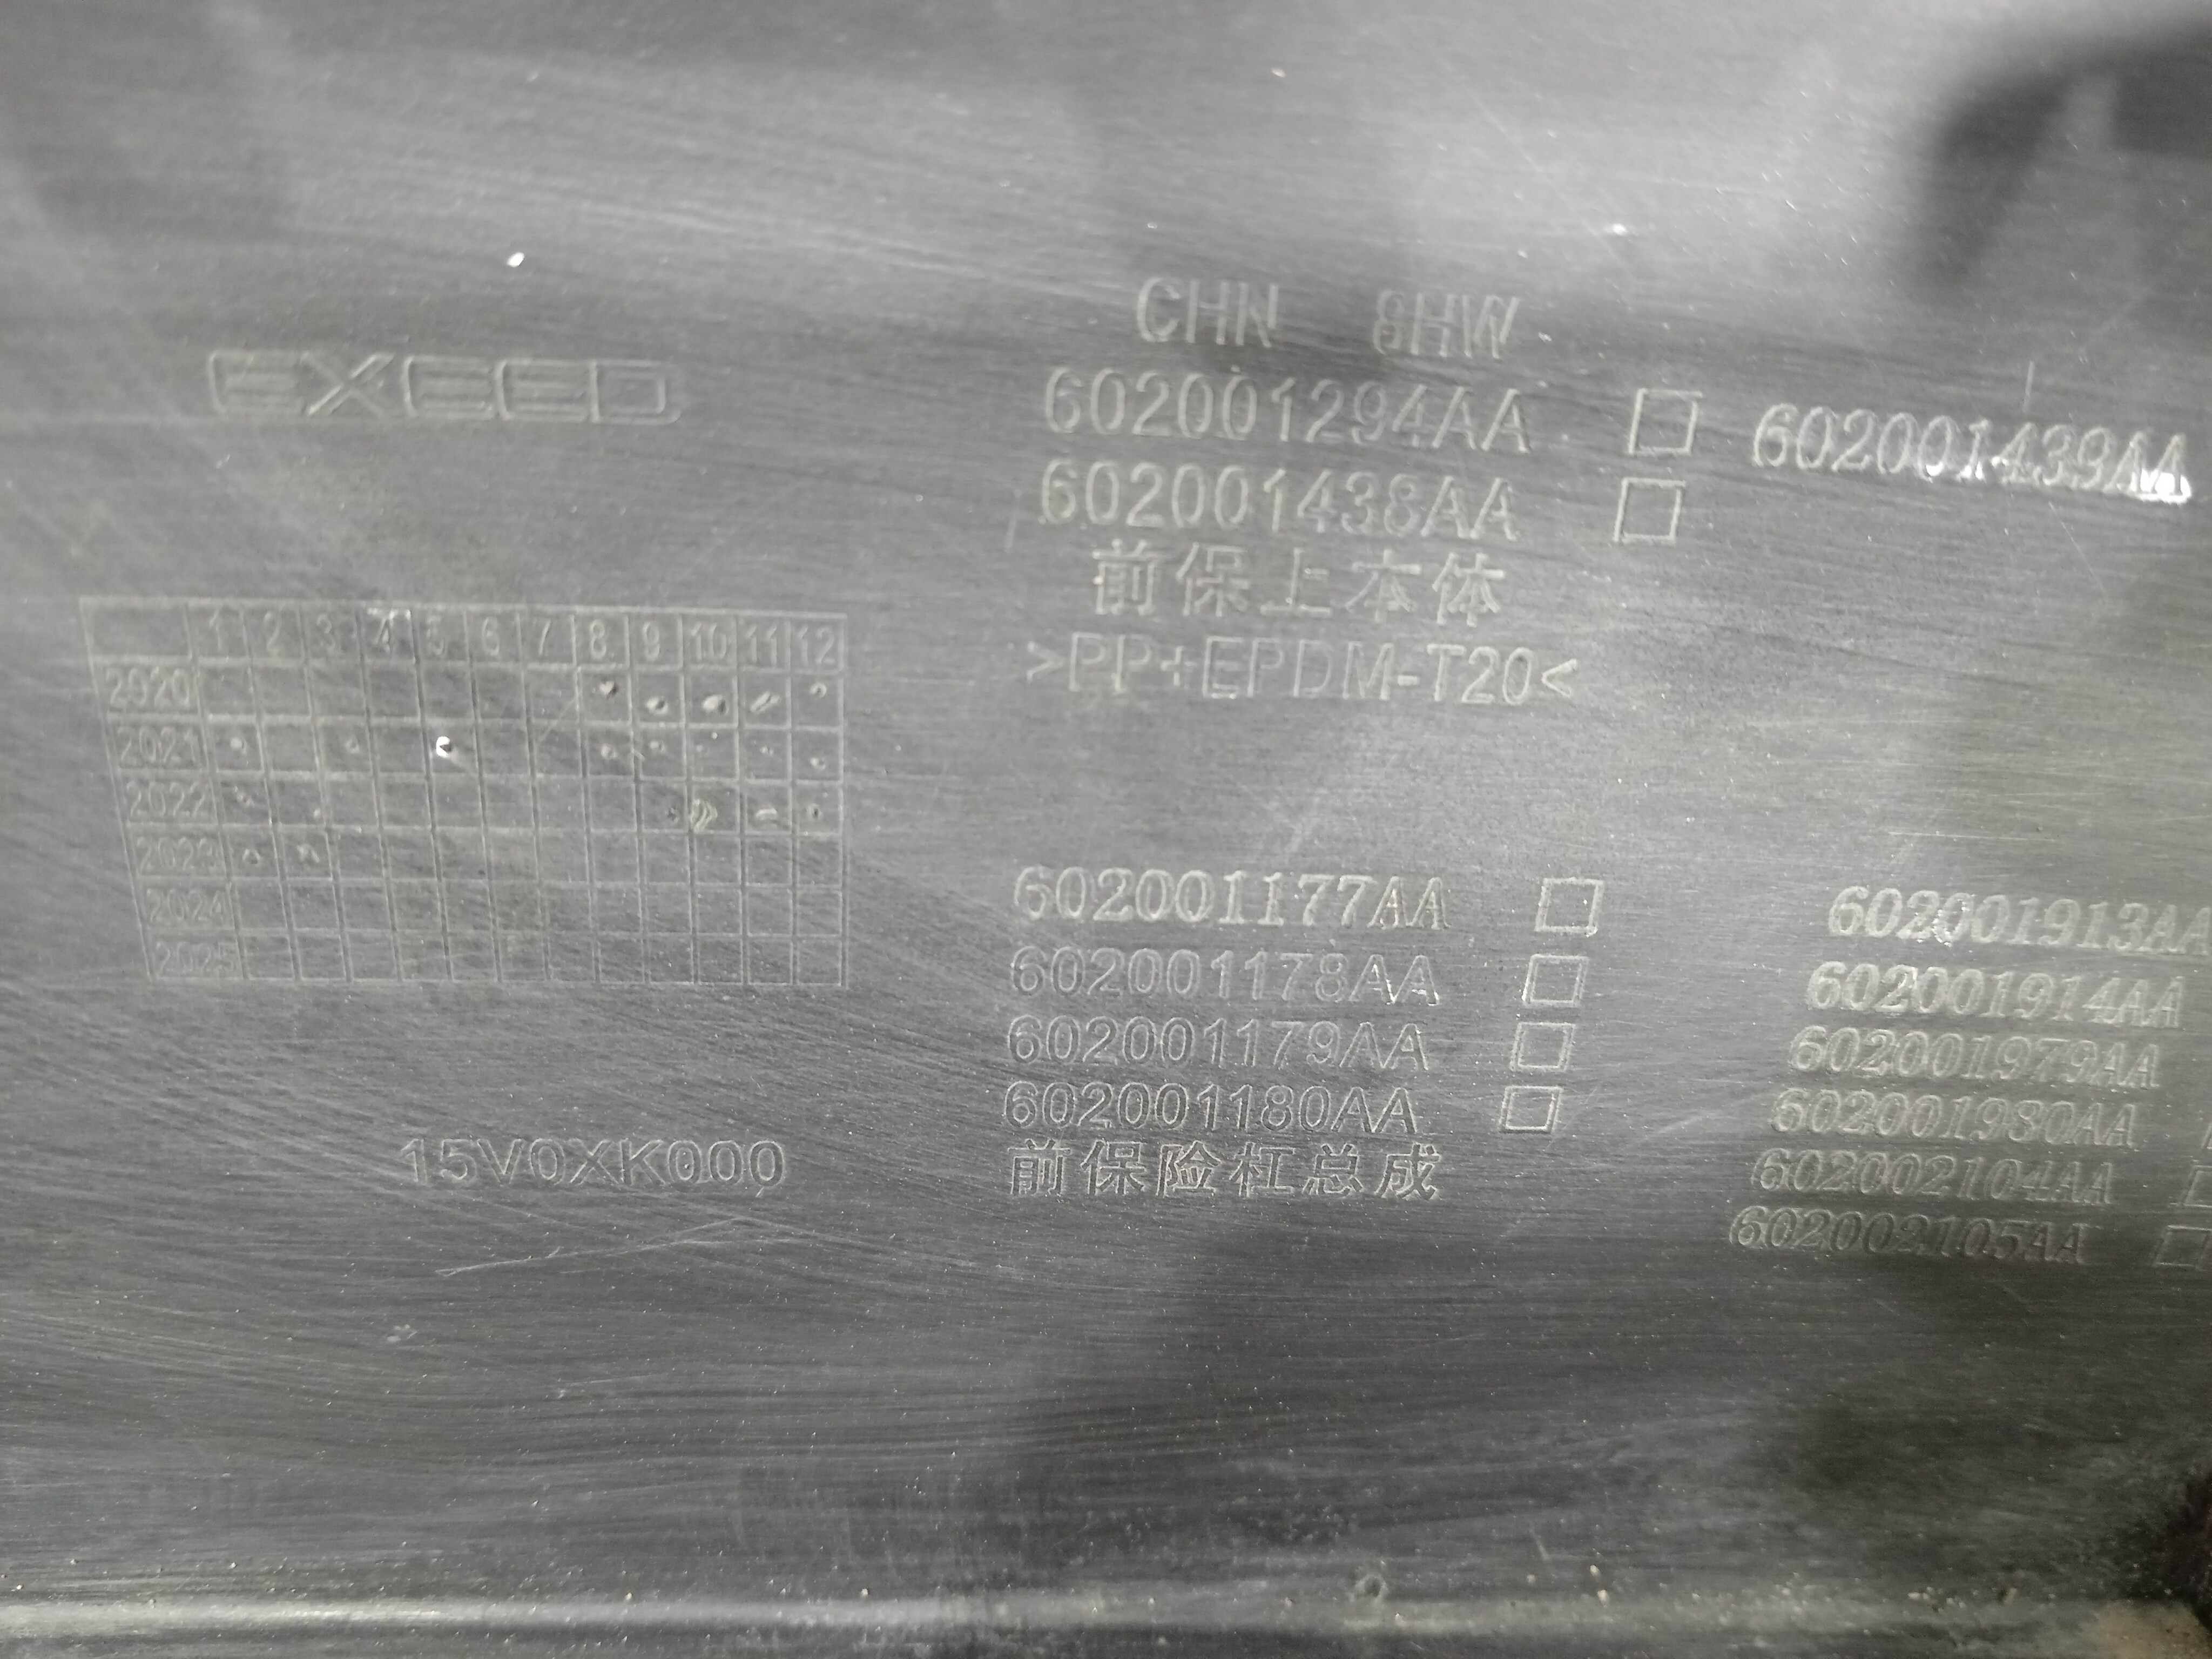 EXEED
CHN 8HW
602001294AA □ 602001439AA
602001438AA □
前保上本体
>PP+EPDM-T20<
1 2 3 4 5 6 7 8 9 10 11 12
2020
2021
2022
2023
2024
2025
602001177AA □ 602001913AA
602001178AA □ 602001914AA
602001179AA □ 602001979AA
602001180AA □ 602001980AA
前保险杠总成 602002104AA
602002105AA
15V0XK000